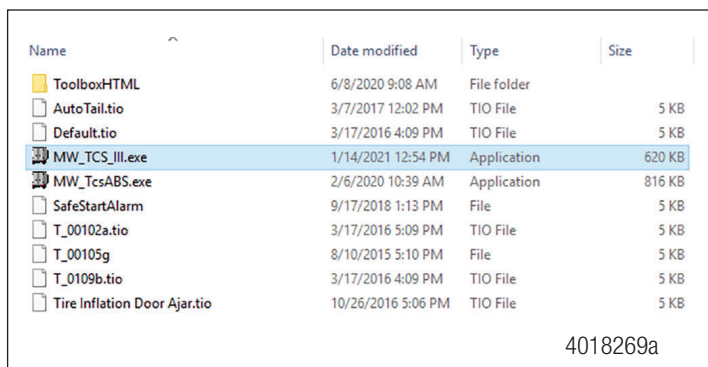 Name Date modified Type Size
ToolboxHTML 6/8/2020 9:08 AM File folder
AutoTail.tio 3/7/2017 12:02 PM TIO File 5 KB
Default.tio 3/17/2016 4:09 PM TIO File 5 KB
MW_TCS_III.exe 1/14/2021 12:54 PM Application 620 KB
MW_TcsABS.exe 2/6/2020 10:39 AM Application 816 KB
SafeStartAlarm 9/17/2018 1:13 PM File 5 KB
T_00102a.tio 3/17/2016 5:09 PM TIO File 5 KB
T_00105g 8/10/2015 5:10 PM File 5 KB
T_0109b.tio 3/17/2016 4:09 PM TIO File 5 KB
Tire Inflation Door Ajar.tio 10/26/2016 5:06 PM TIO File 5 KB
4018269a